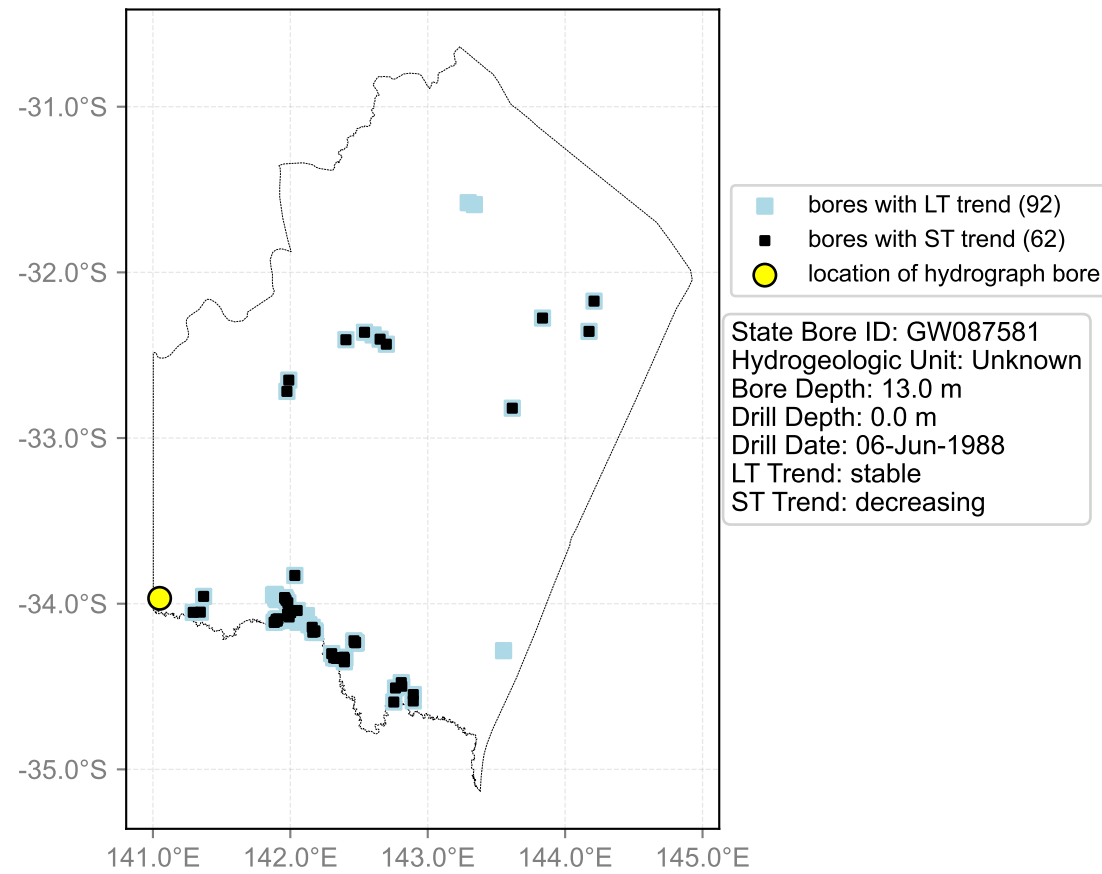 -31.0°S
-32.0°S
-33.0°S
-34.0°S
-35.0°S
141.0°E
142.0°E
143.0°E
144.0°E
145.0°E
bores with LT trend (92)
bores with ST trend (62)
location of hydrograph bore
State Bore ID: GW087581
Hydrogeologic Unit: Unknown
Bore Depth: 13.0 m
Drill Depth: 0.0 m
Drill Date: 06-Jun-1988
LT Trend: stable
ST Trend: decreasing